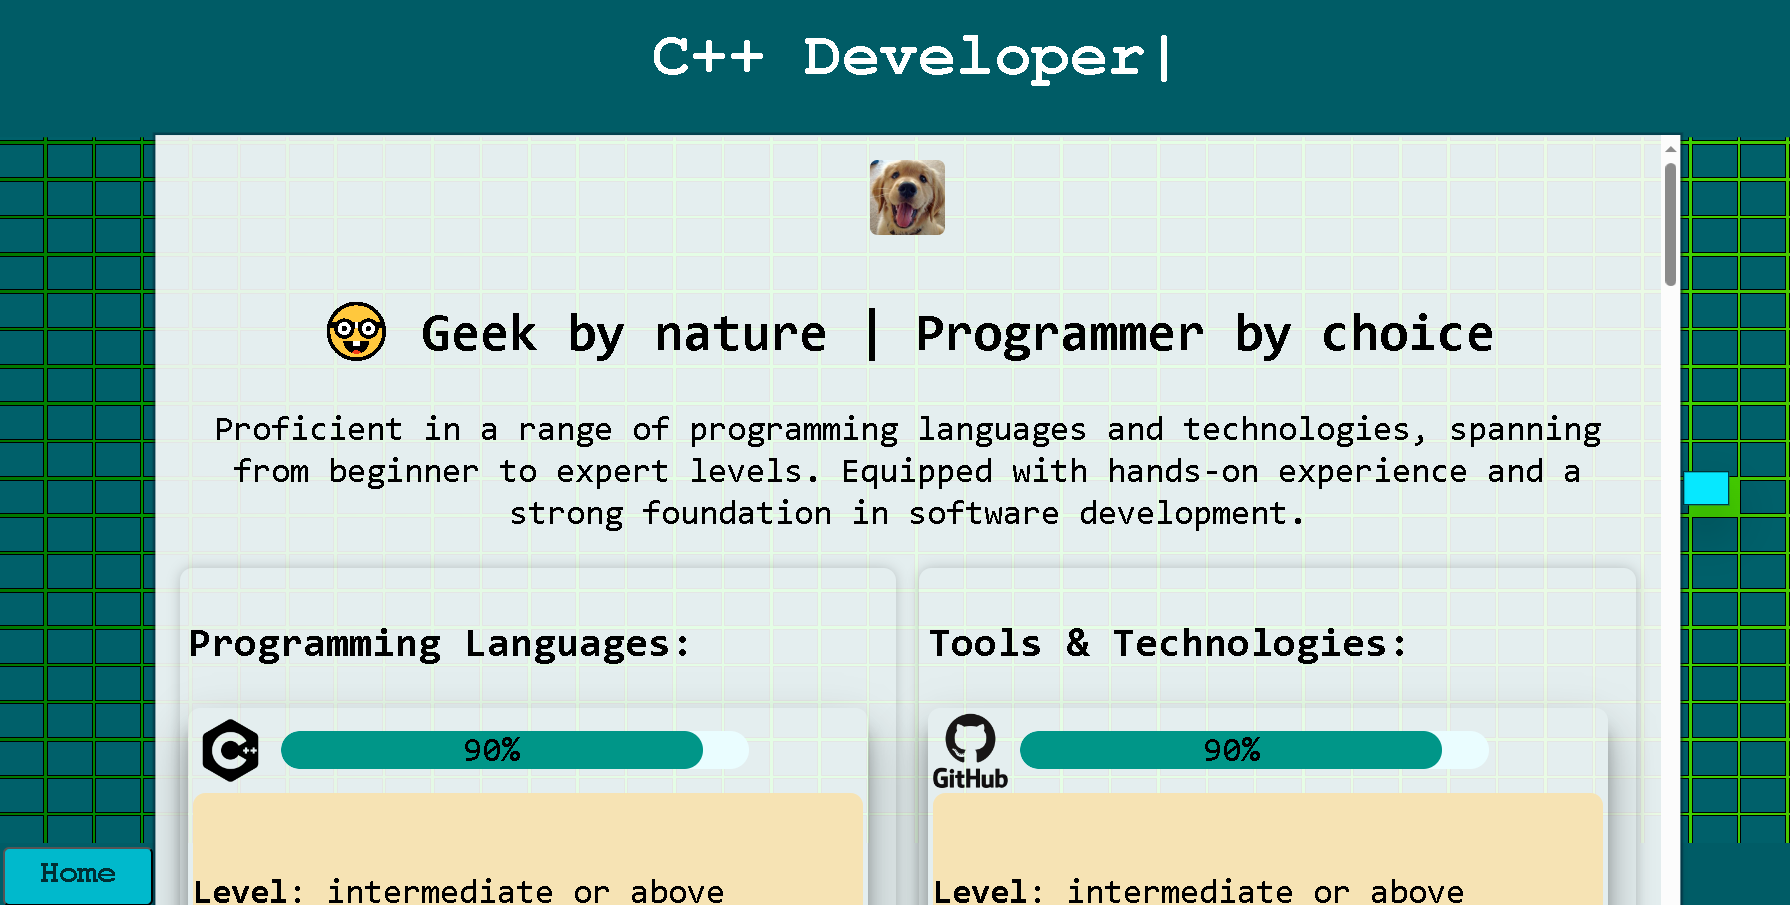 C++ Developer|
🤓 Geek by nature | Programmer by choice
Proficient in a range of programming languages and technologies, spanning
from beginner to expert levels. Equipped with hands-on experience and a
strong foundation in software development.
Programming Languages:
C++
90%
Level: intermediate or above
Tools & Technologies:
GitHub
90%
Level: intermediate or above
Home